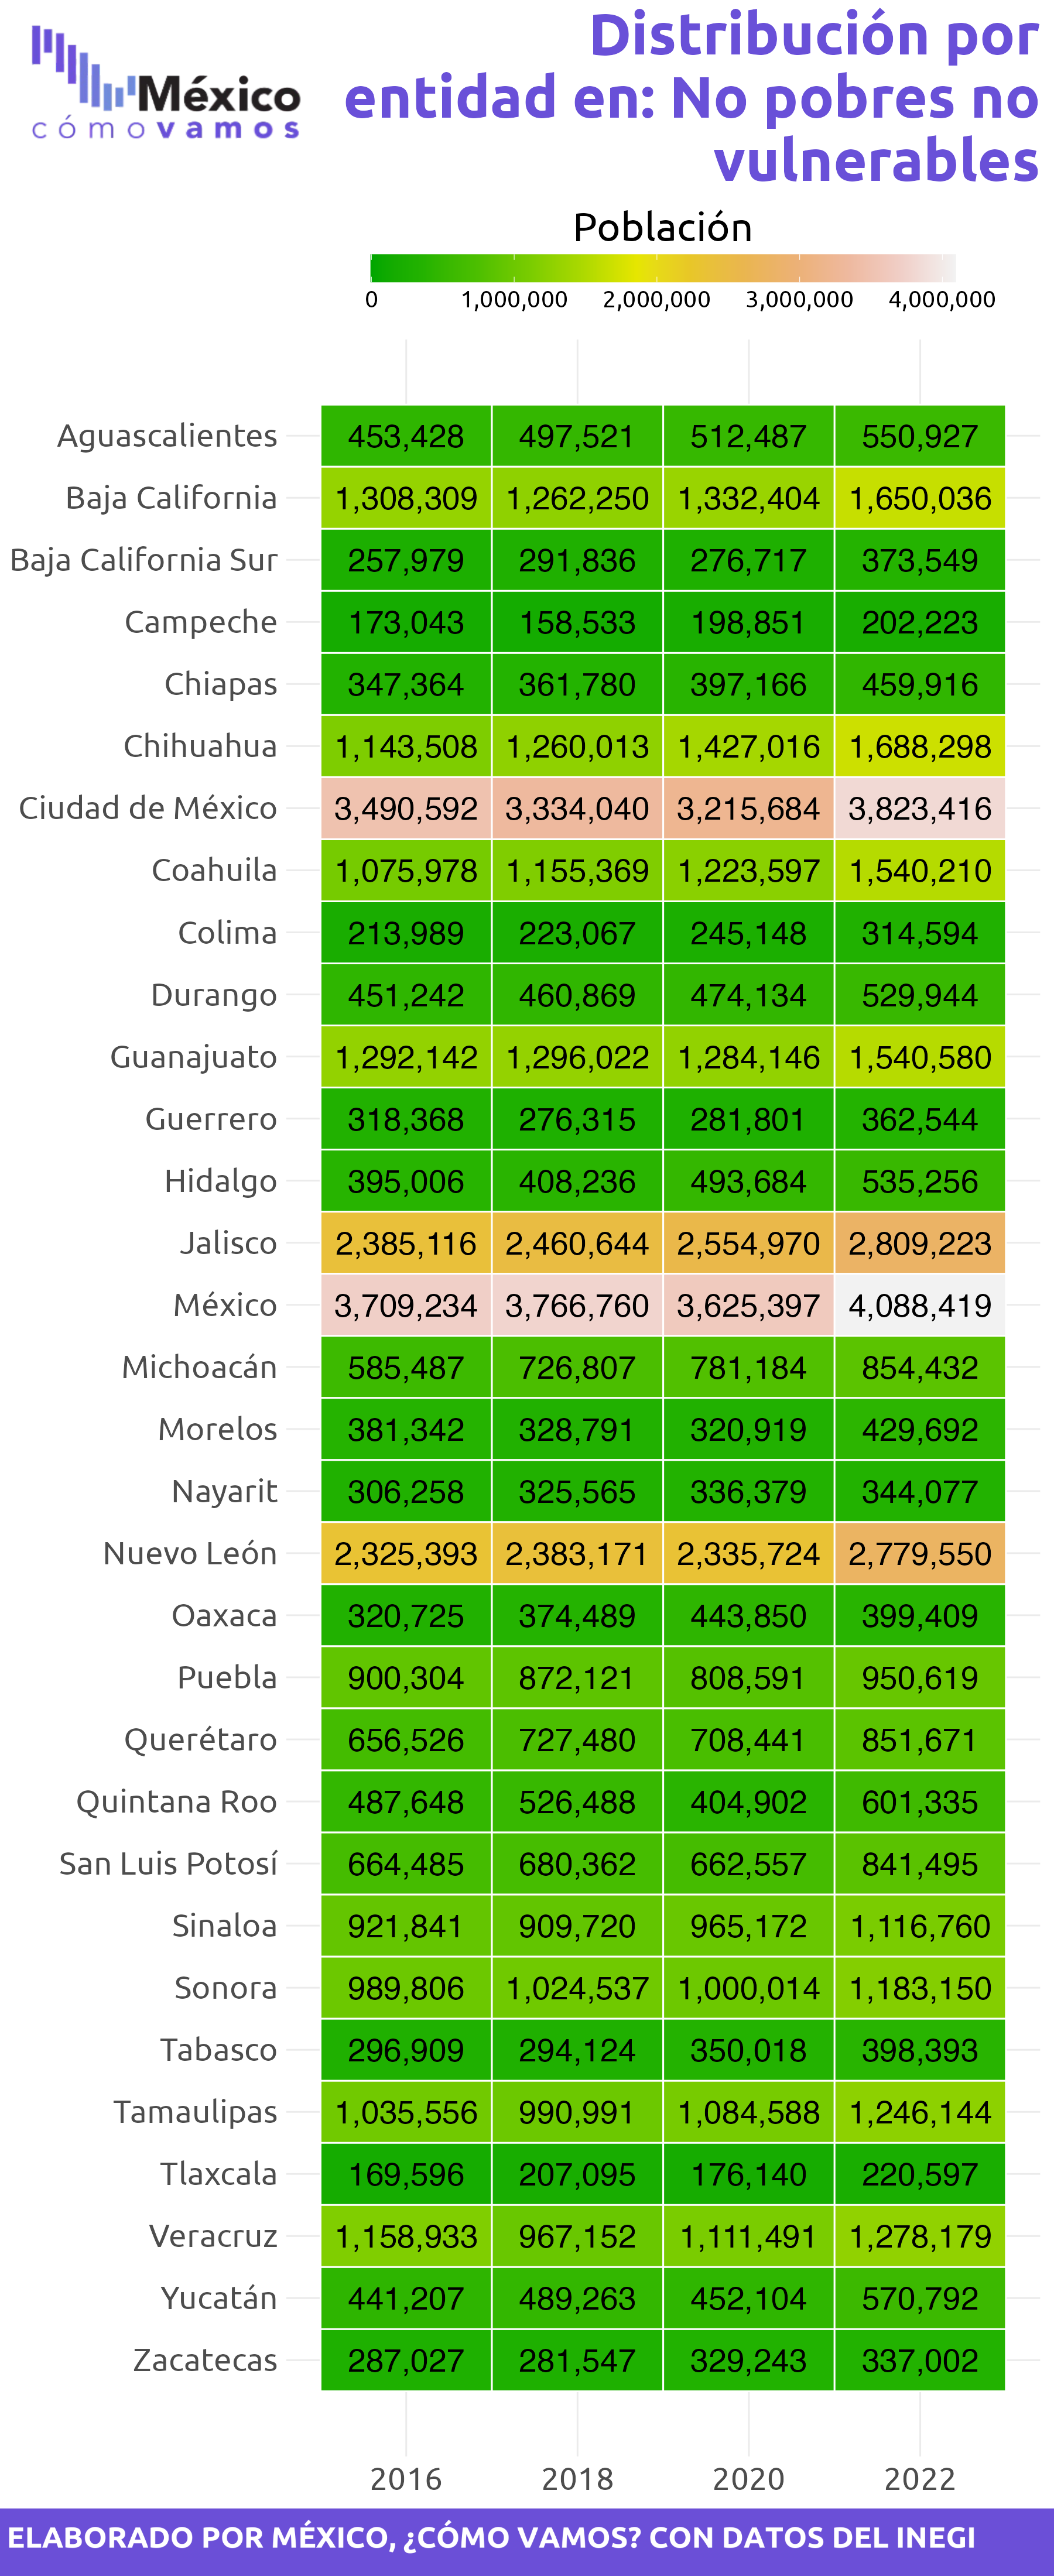 México
cómovamos
Distribución por
entidad en: No pobres no
vulnerables
Población
0 1,000,000 2,000,000 3,000,000 4,000,000
Aguascalientes 453,428 497,521 512,487 550,927
Baja California 1,308,309 1,262,250 1,332,404 1,650,036
Baja California Sur 257,979 291,836 276,717 373,549
Campeche 173,043 158,533 198,851 202,223
Chiapas 347,364 361,780 397,166 459,916
Chihuahua 1,143,508 1,260,013 1,427,016 1,688,298
Ciudad de México 3,490,592 3,334,040 3,215,684 3,823,416
Coahuila 1,075,978 1,155,369 1,223,597 1,540,210
Colima 213,989 223,067 245,148 314,594
Durango 451,242 460,869 474,134 529,944
Guanajuato 1,292,142 1,296,022 1,284,146 1,540,580
Guerrero 318,368 276,315 281,801 362,544
Hidalgo 395,006 408,236 493,684 535,256
Jalisco 2,385,116 2,460,644 2,554,970 2,809,223
México 3,709,234 3,766,760 3,625,397 4,088,419
Michoacán 585,487 726,807 781,184 854,432
Morelos 381,342 328,791 320,919 429,692
Nayarit 306,258 325,565 336,379 344,077
Nuevo León 2,325,393 2,383,171 2,335,724 2,779,550
Oaxaca 320,725 374,489 443,850 399,409
Puebla 900,304 872,121 808,591 950,619
Querétaro 656,526 727,480 708,441 851,671
Quintana Roo 487,648 526,488 404,902 601,335
San Luis Potosí 664,485 680,362 662,557 841,495
Sinaloa 921,841 909,720 965,172 1,116,760
Sonora 989,806 1,024,537 1,000,014 1,183,150
Tabasco 296,909 294,124 350,018 398,393
Tamaulipas 1,035,556 990,991 1,084,588 1,246,144
Tlaxcala 169,596 207,095 176,140 220,597
Veracruz 1,158,933 967,152 1,111,491 1,278,179
Yucatán 441,207 489,263 452,104 570,792
Zacatecas 287,027 281,547 329,243 337,002
2016 2018 2020 2022
ELABORADO POR MÉXICO, ¿CÓMO VAMOS? CON DATOS DEL INEGI